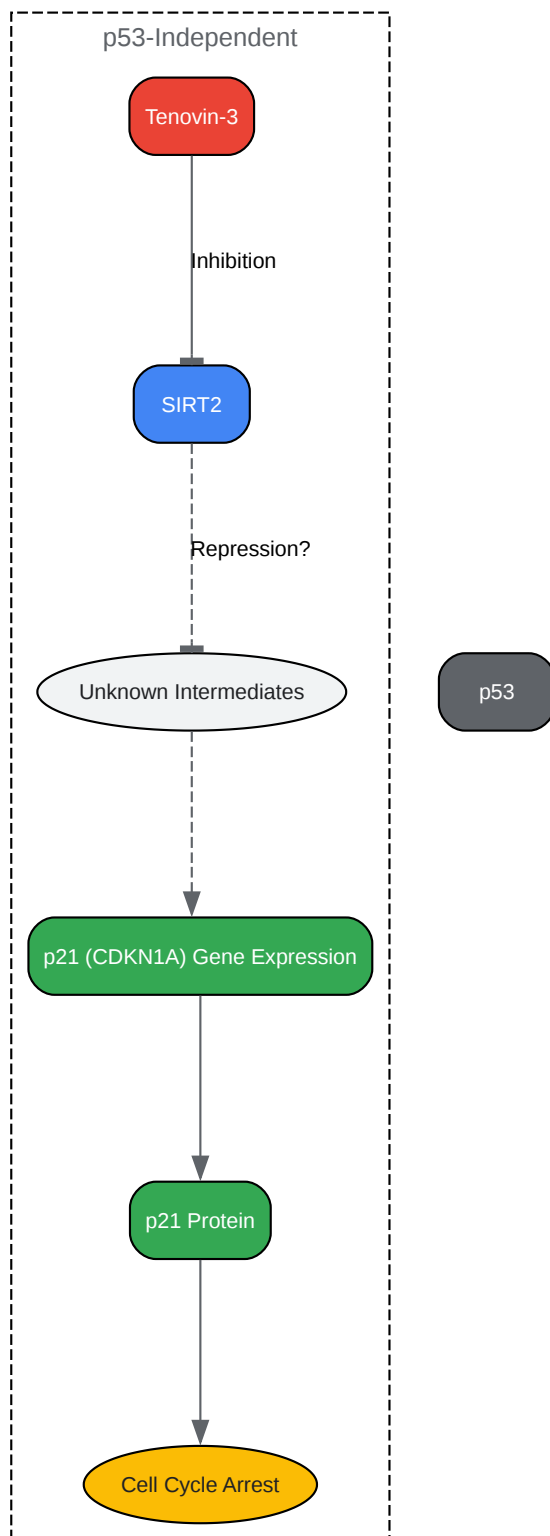 p53-Independent
Tenovin-3
Inhibition
SIRT2
Repression?
Unknown Intermediates
p53
p21 (CDKN1A) Gene Expression
p21 Protein
Cell Cycle Arrest